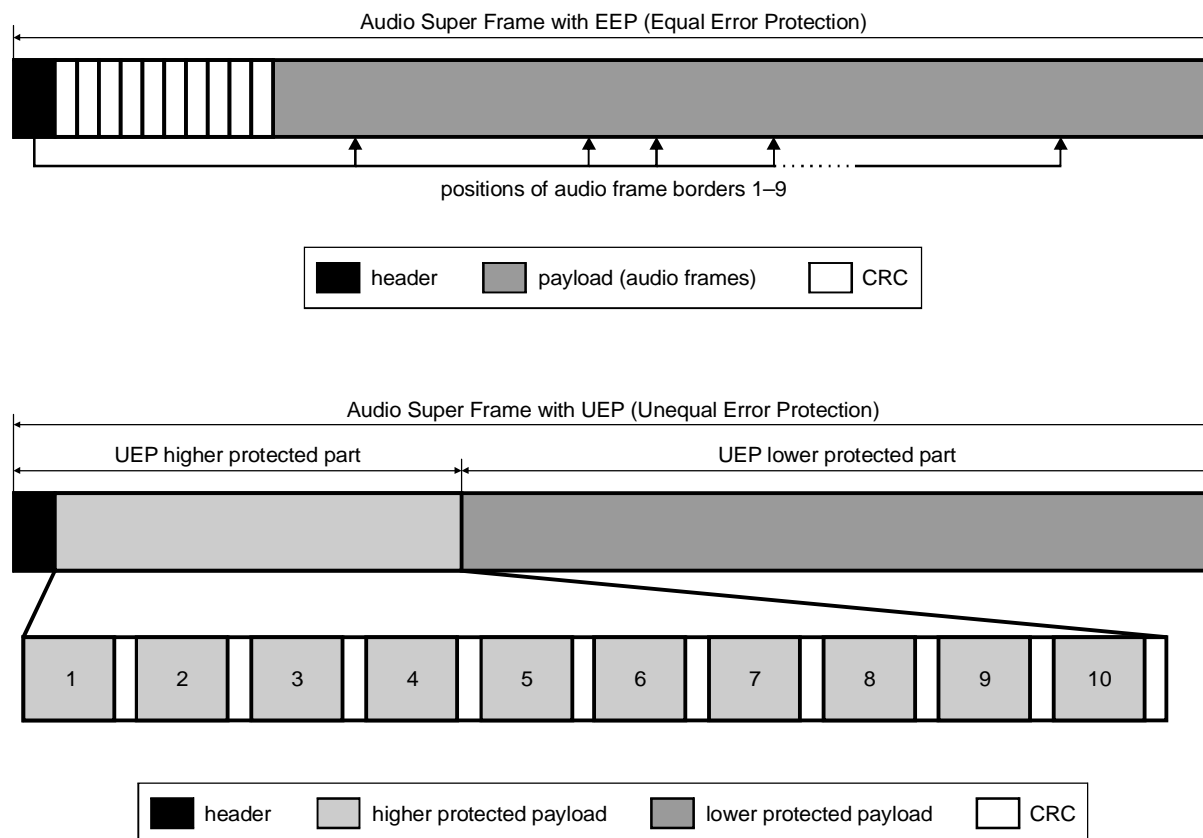 Audio Super Frame with EEP (Equal Error Protection)
positions of audio frame borders 1–9
header payload (audio frames) CRC
Audio Super Frame with UEP (Unequal Error Protection)
UEP higher protected part UEP lower protected part
1 2 3 4 5 6 7 8 9 10
header higher protected payload lower protected payload CRC